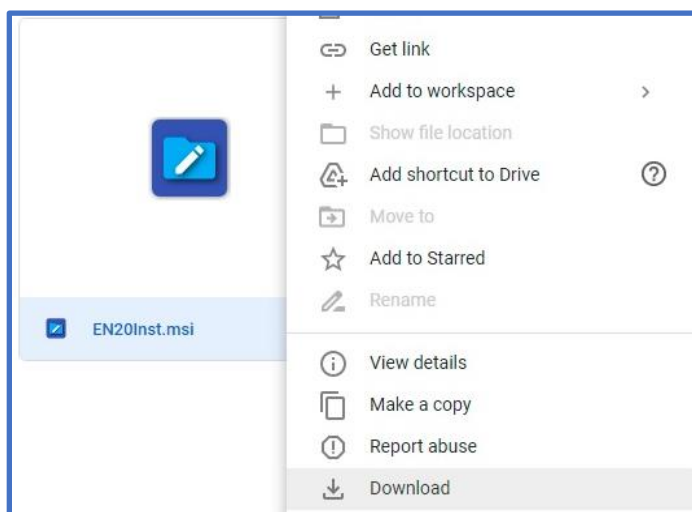 Get link
Add to workspace
Show file location
Add shortcut to Drive
Move to
Add to Starred
Rename
EN20Inst.msi
View details
Make a copy
Report abuse
Download